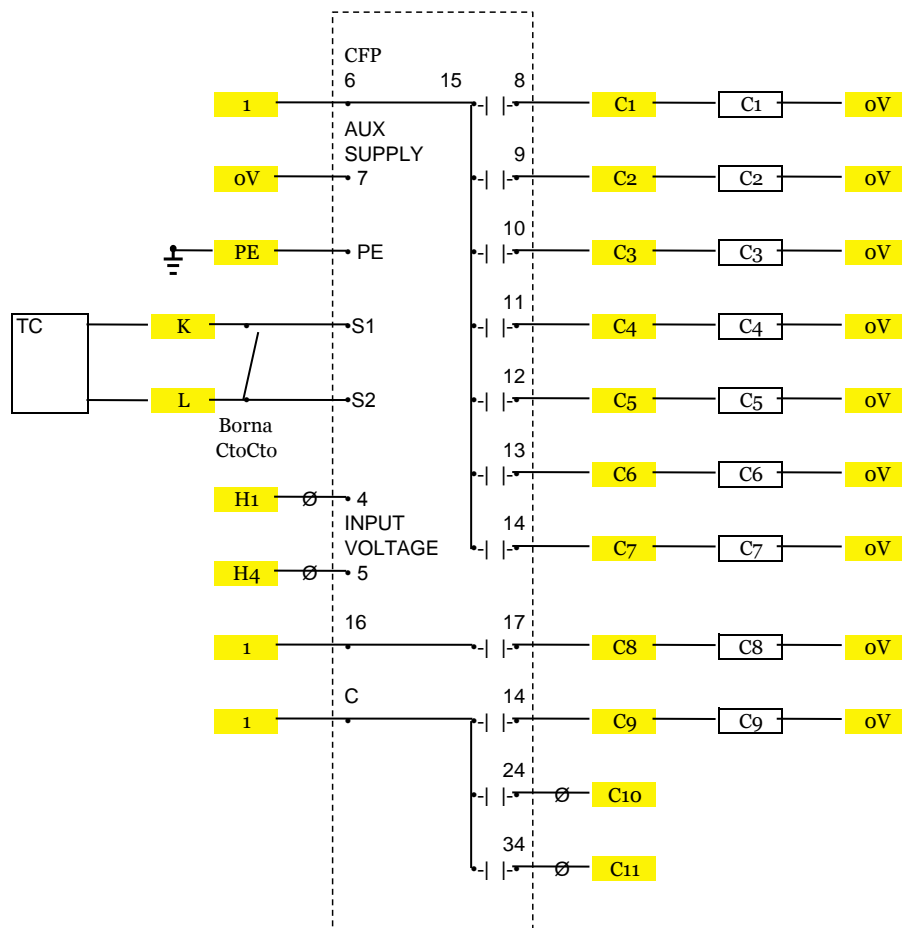 CFP
6 15 8
1 -| |- C1 C1 0V
AUX
SUPPLY
9
0V 7 -| |- C2 C2 0V
10
PE PE -| |- C3 C3 0V
11
TC K S1 -| |- C4 C4 0V
12
L S2 -| |- C5 C5 0V
Borna
CtoCto
13
-| |- C6 C6 0V
H1 Ø 4
INPUT
VOLTAGE
14
-| |- C7 C7 0V
H4 Ø 5
16 17
1 -| |- C8 C8 0V
C 14
1 -| |- C9 C9 0V
24
-| |- Ø C10
34
-| |- Ø C11